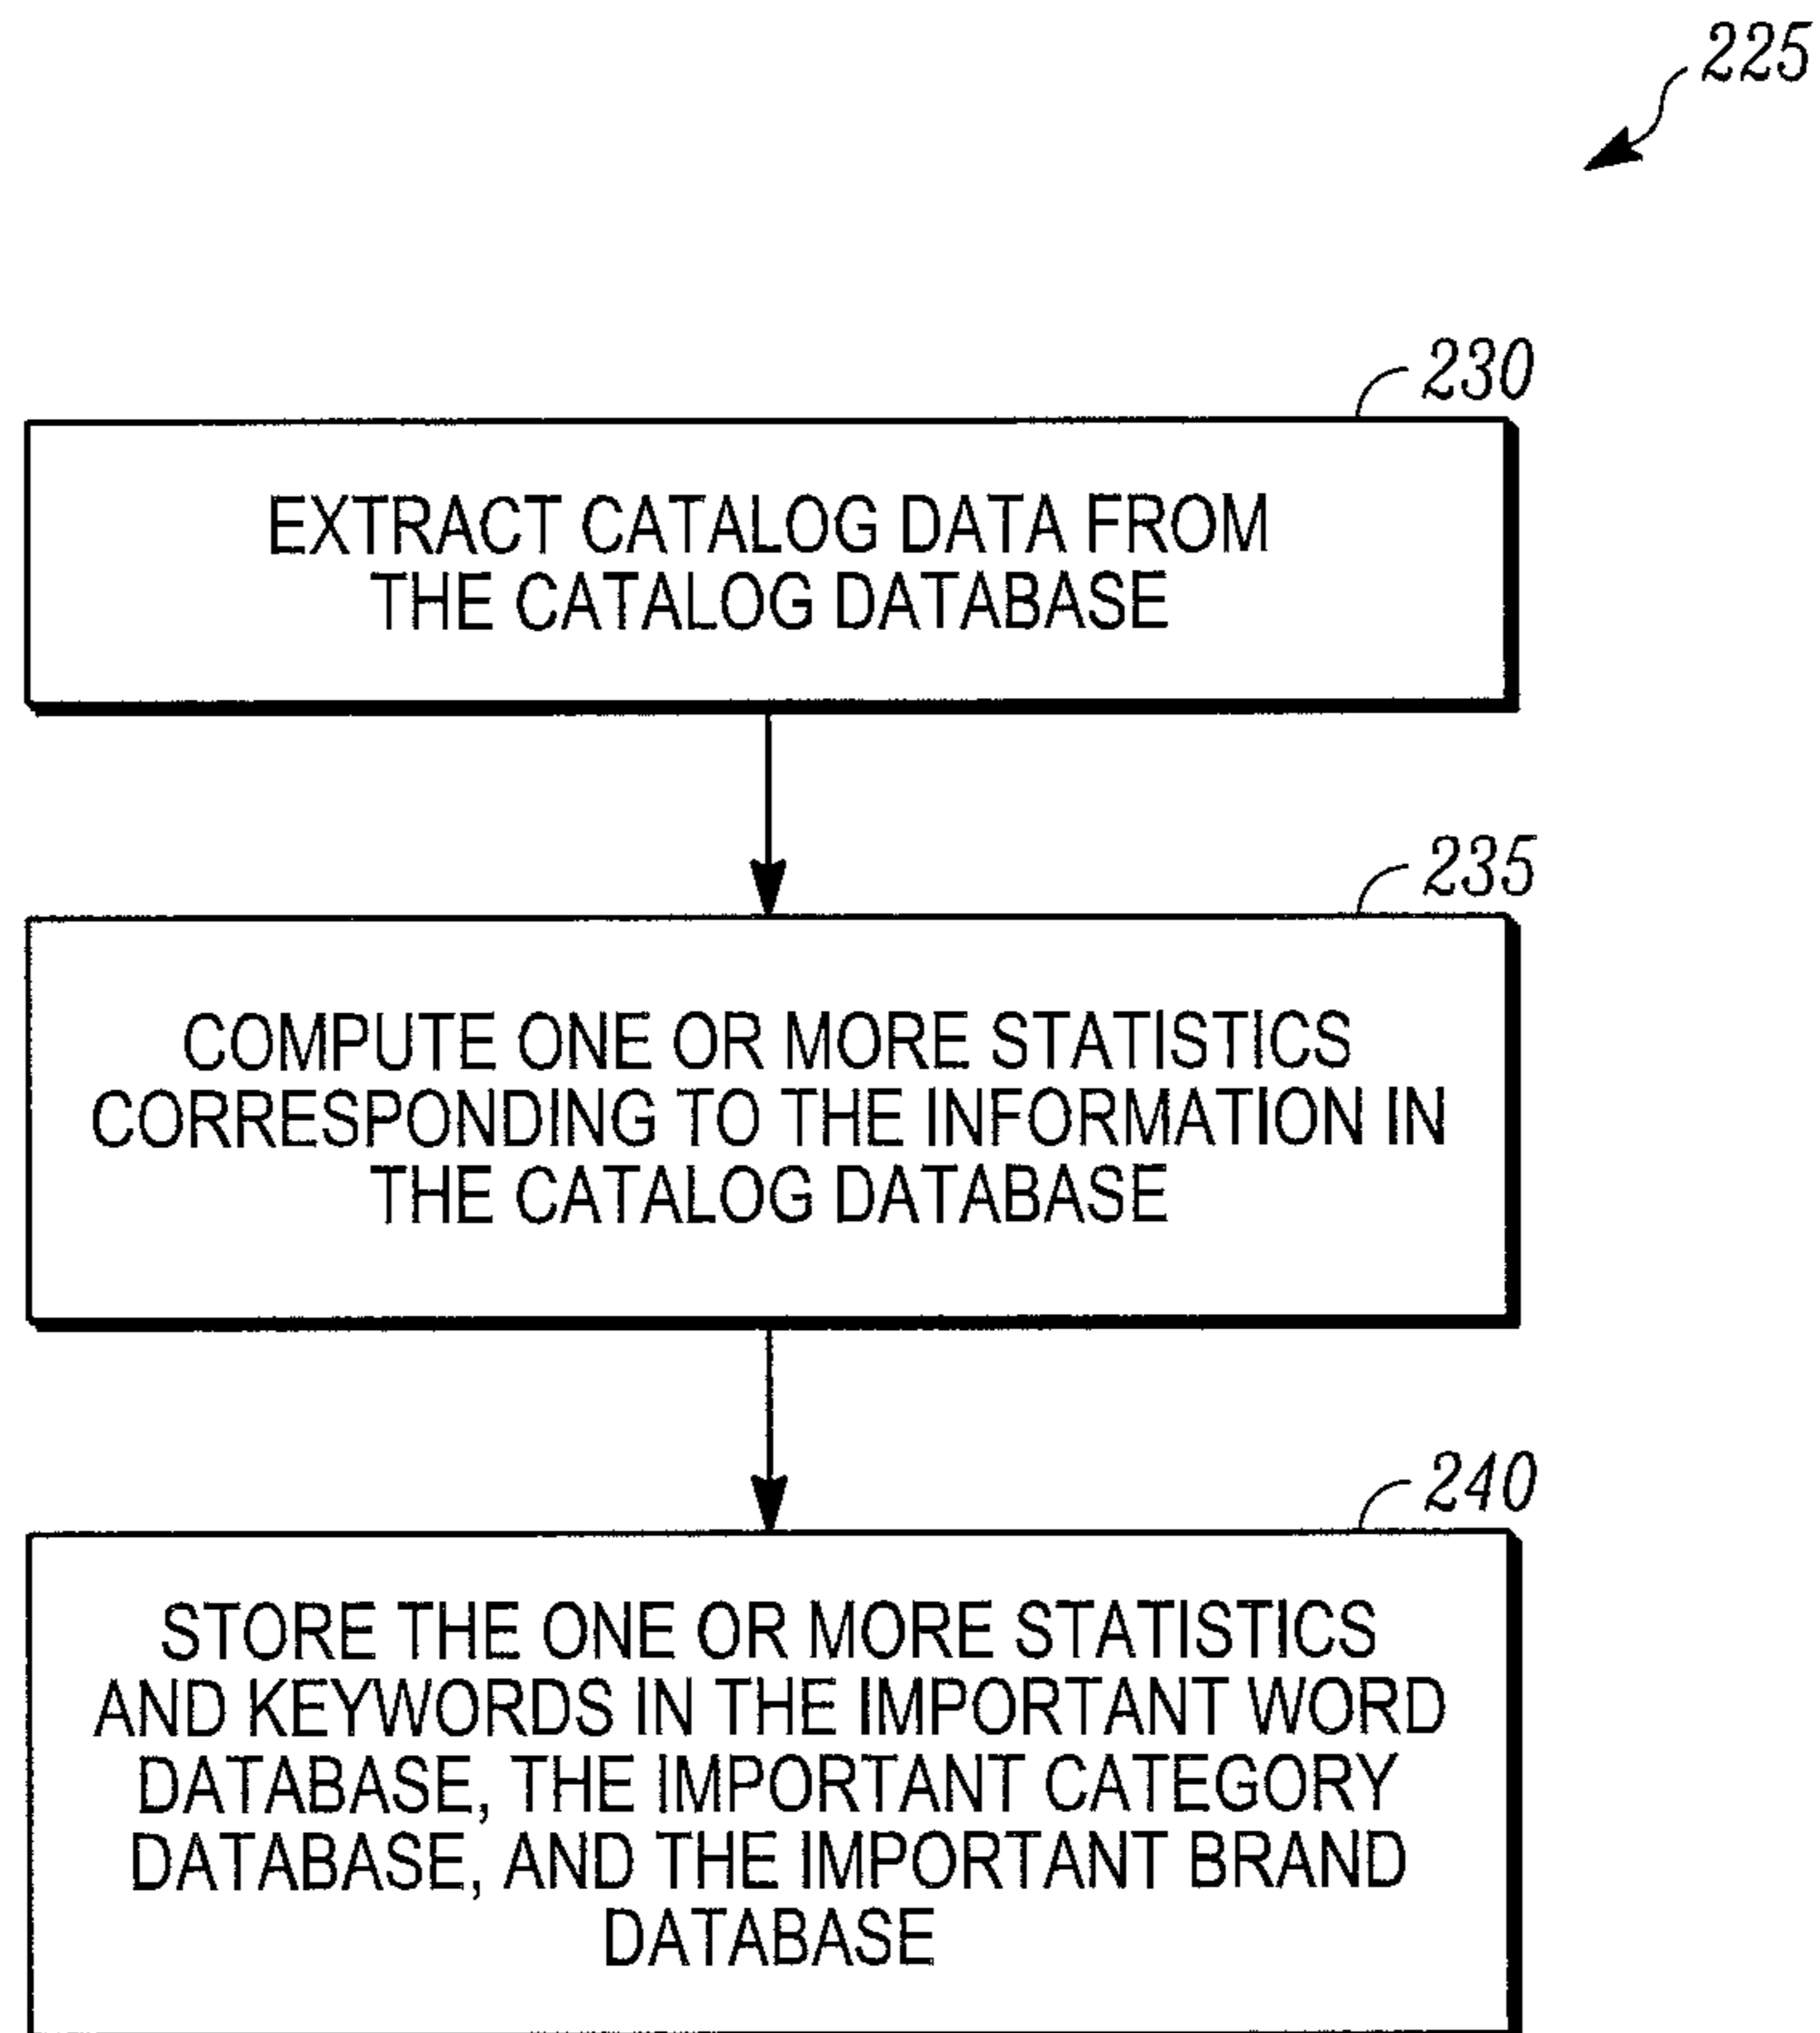 225
230
EXTRACT CATALOG DATA FROM
THE CATALOG DATABASE
235
COMPUTE ONE OR MORE STATISTICS
CORRESPONDING TO THE INFORMATION IN
THE CATALOG DATABASE
240
STORE THE ONE OR MORE STATISTICS
AND KEYWORDS IN THE IMPORTANT WORD
DATABASE, THE IMPORTANT CATEGORY
DATABASE, AND THE IMPORTANT BRAND
DATABASE